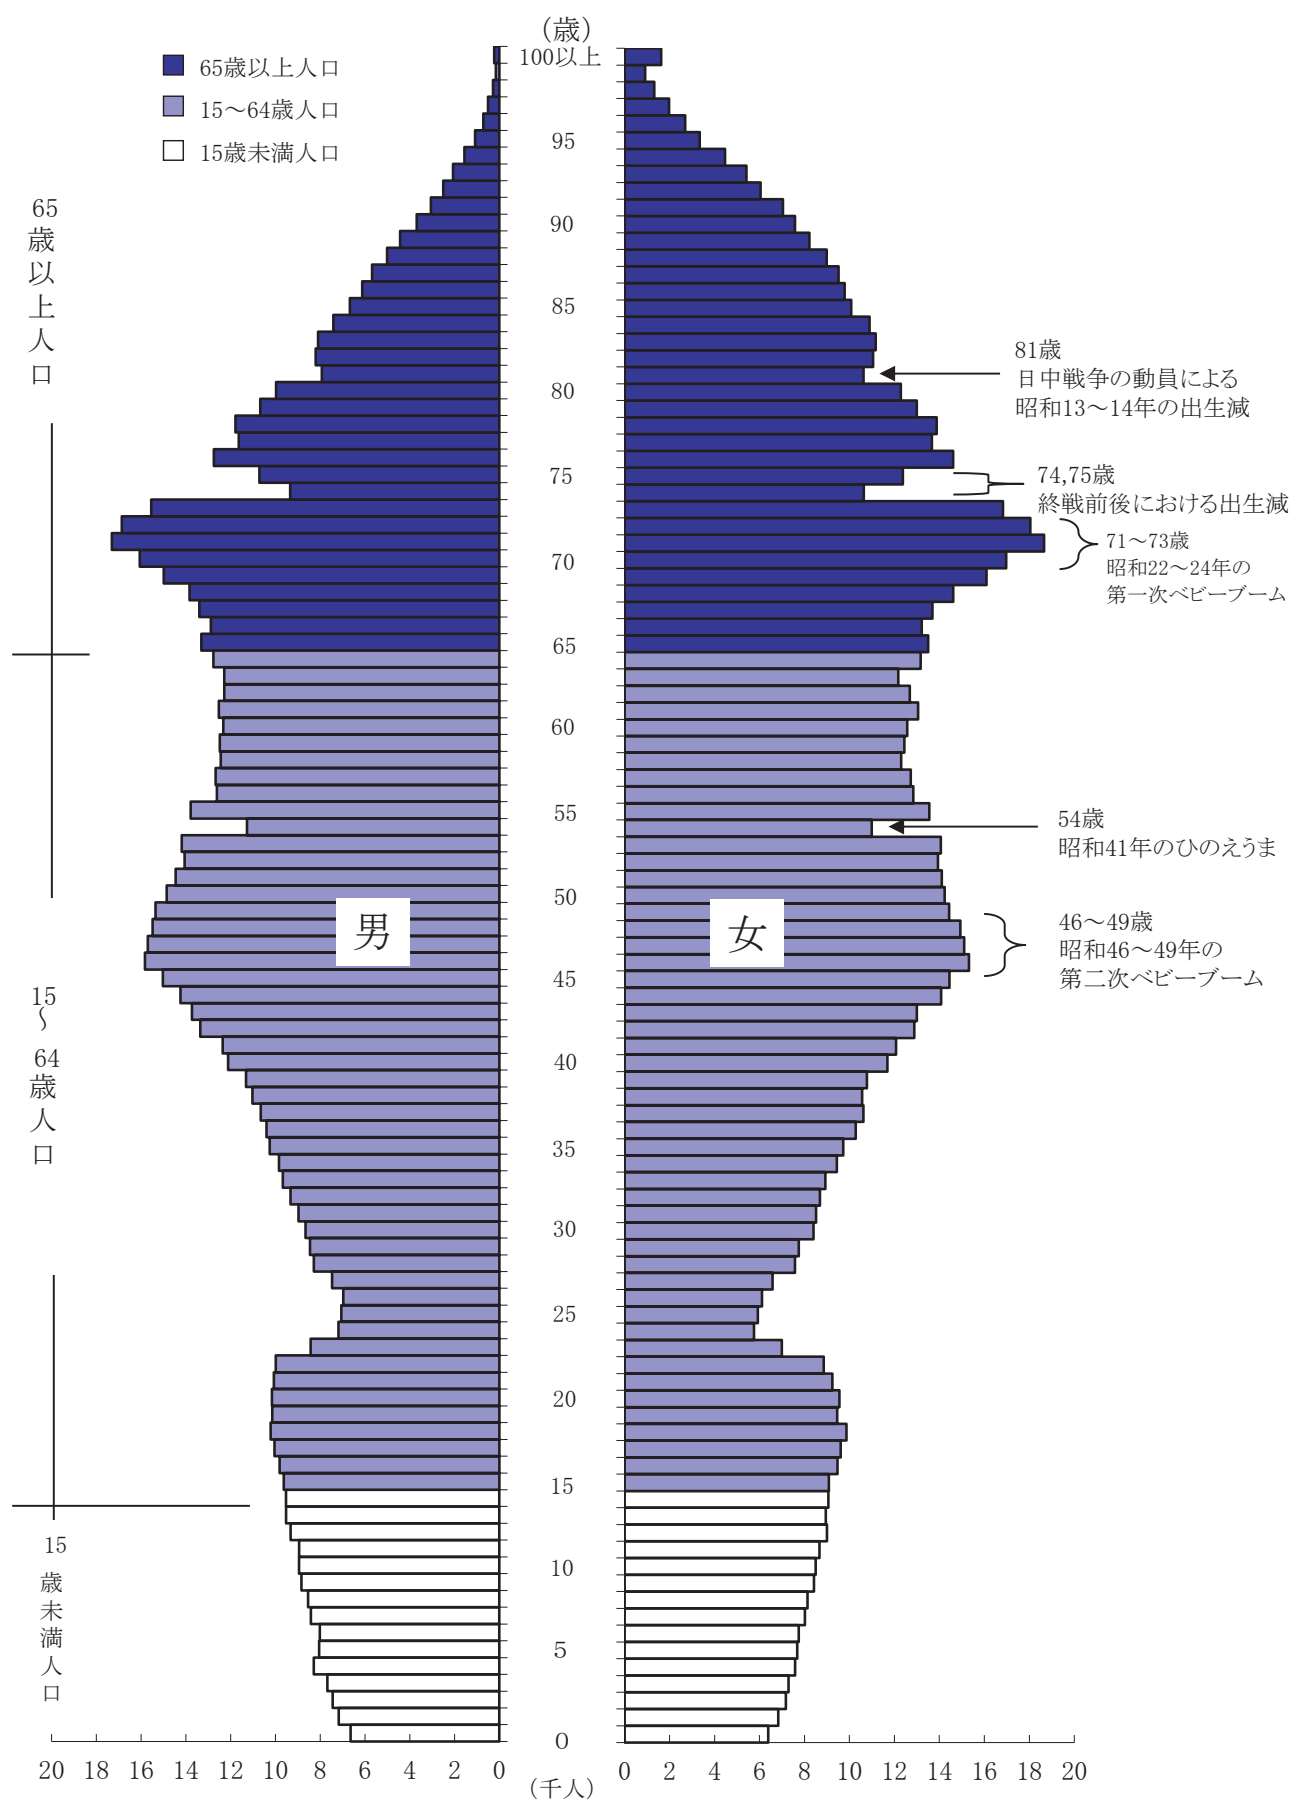 （歳）
100以上
65歳以上人口
15～64歳人口
15歳未満人口
95
90
85
80
75
70
65
60
55
50
45
40
35
30
25
20
15
10
5
0
65歳以上人口
15～64歳人口
15歳未満人口
男
女
81歳
日中戦争の動員による
昭和13～14年の出生減
74,75歳
終戦前後における出生減
71～73歳
昭和22～24年の
第一次ベビーブーム
54歳
昭和41年のひのえうま
46～49歳
昭和46～49年の
第二次ベビーブーム
20 18 16 14 12 10 8 6 4 2 0
（千人）
0 2 4 6 8 10 12 14 16 18 20